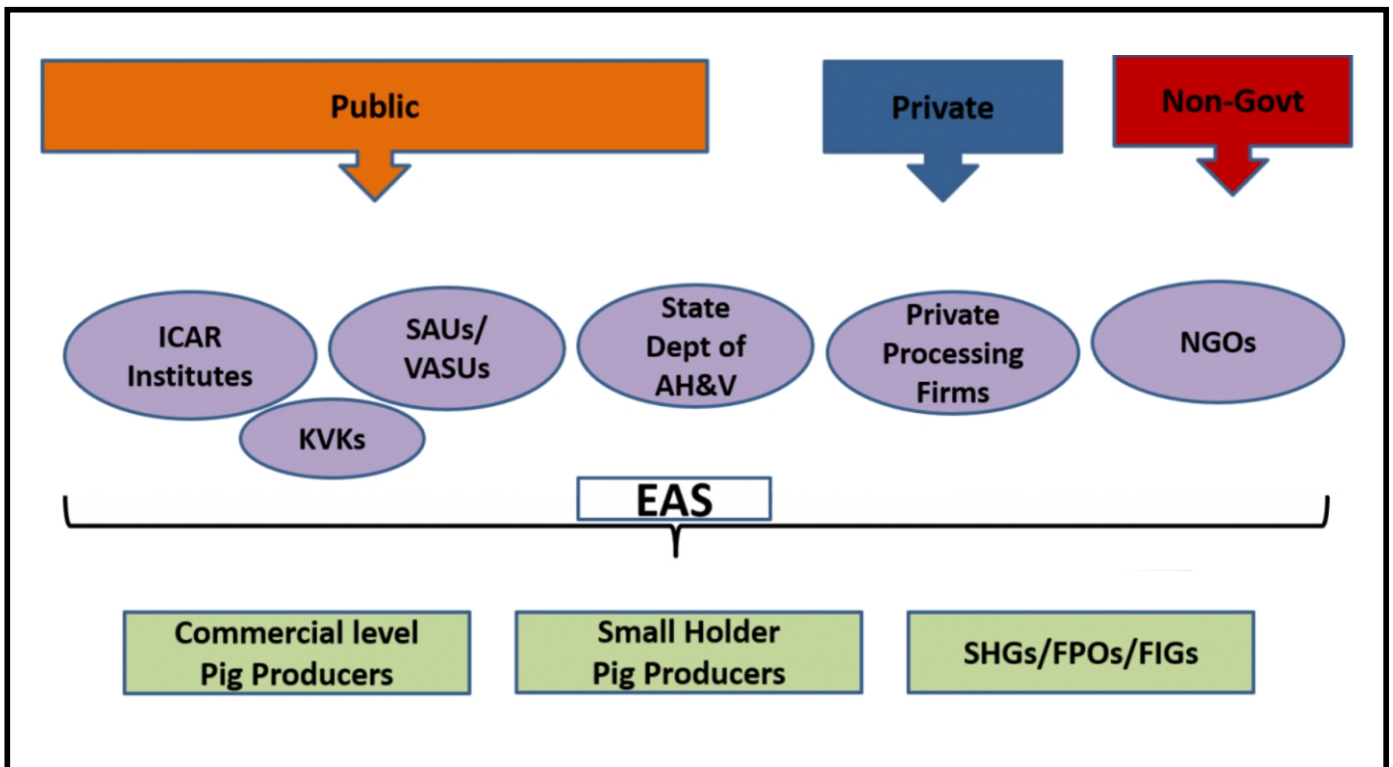 Public
Private
Non-Govt
ICAR
Institutes
SAUs/
VASUs
State
Dept of
AH&V
Private
Processing
Firms
NGOs
KVKs
EAS
Commercial level
Pig Producers
Small Holder
Pig Producers
SHGs/FPOs/FIGs